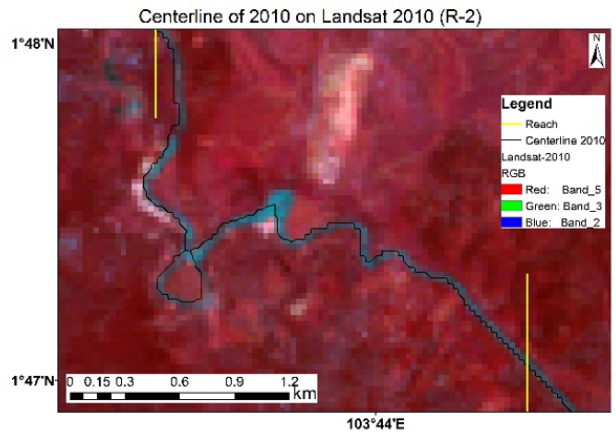 Centerline of 2010 on Landsat 2010 (R-2)
1°48'N
N
Legend
Reach
Centerline 2010
Landsat-2010
RGB
Red: Band_5
Green: Band_3
Blue: Band_2
1°47'N
0 0.15 0.3 0.6 0.9 1.2
km
103°44'E